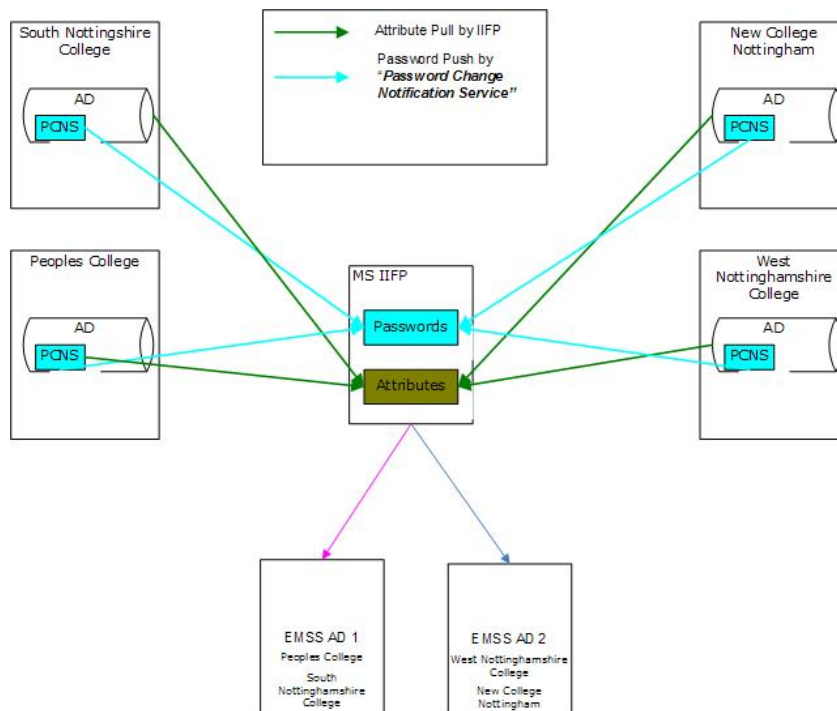 South Nottingshire
College
AD
PCNS
Attribute Pull by IIFP
Password Push by
"Password Change
Notification Service"
New College
Nottingham
AD
PCNS
Peoples College
AD
PCNS
MS IIFP
Passwords
Attributes
West
Nottinghamshire
College
AD
PCNS
EMSS AD 1
Peoples College
South
Nottinghamshire
College
EMSS AD 2
West Nottinghamshire
College
New College
Nottingham